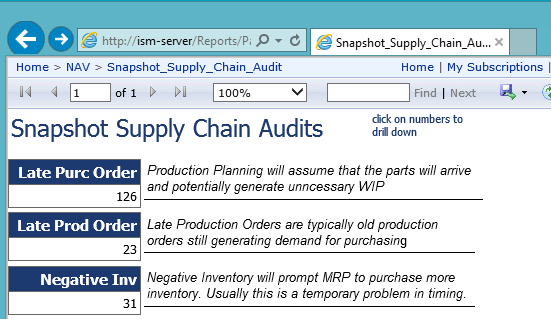 http://ism-server/Reports/P
Snapshot_Supply_Chain_Au...
Home > NAV > Snapshot_Supply_Chain_Audit
Home | My Subscriptions |
1 of 1
100%
Find | Next
Snapshot Supply Chain Audits
click on numbers to
drill down
Late Purc Order
126
Production Planning will assume that the parts will arrive
and potentially generate unncessary WIP
Late Prod Order
23
Late Production Orders are typically old production
orders still generating demand for purchasing
Negative Inv
31
Negative Inventory will prompt MRP to purchase more
inventory. Usually this is a temporary problem in timing.